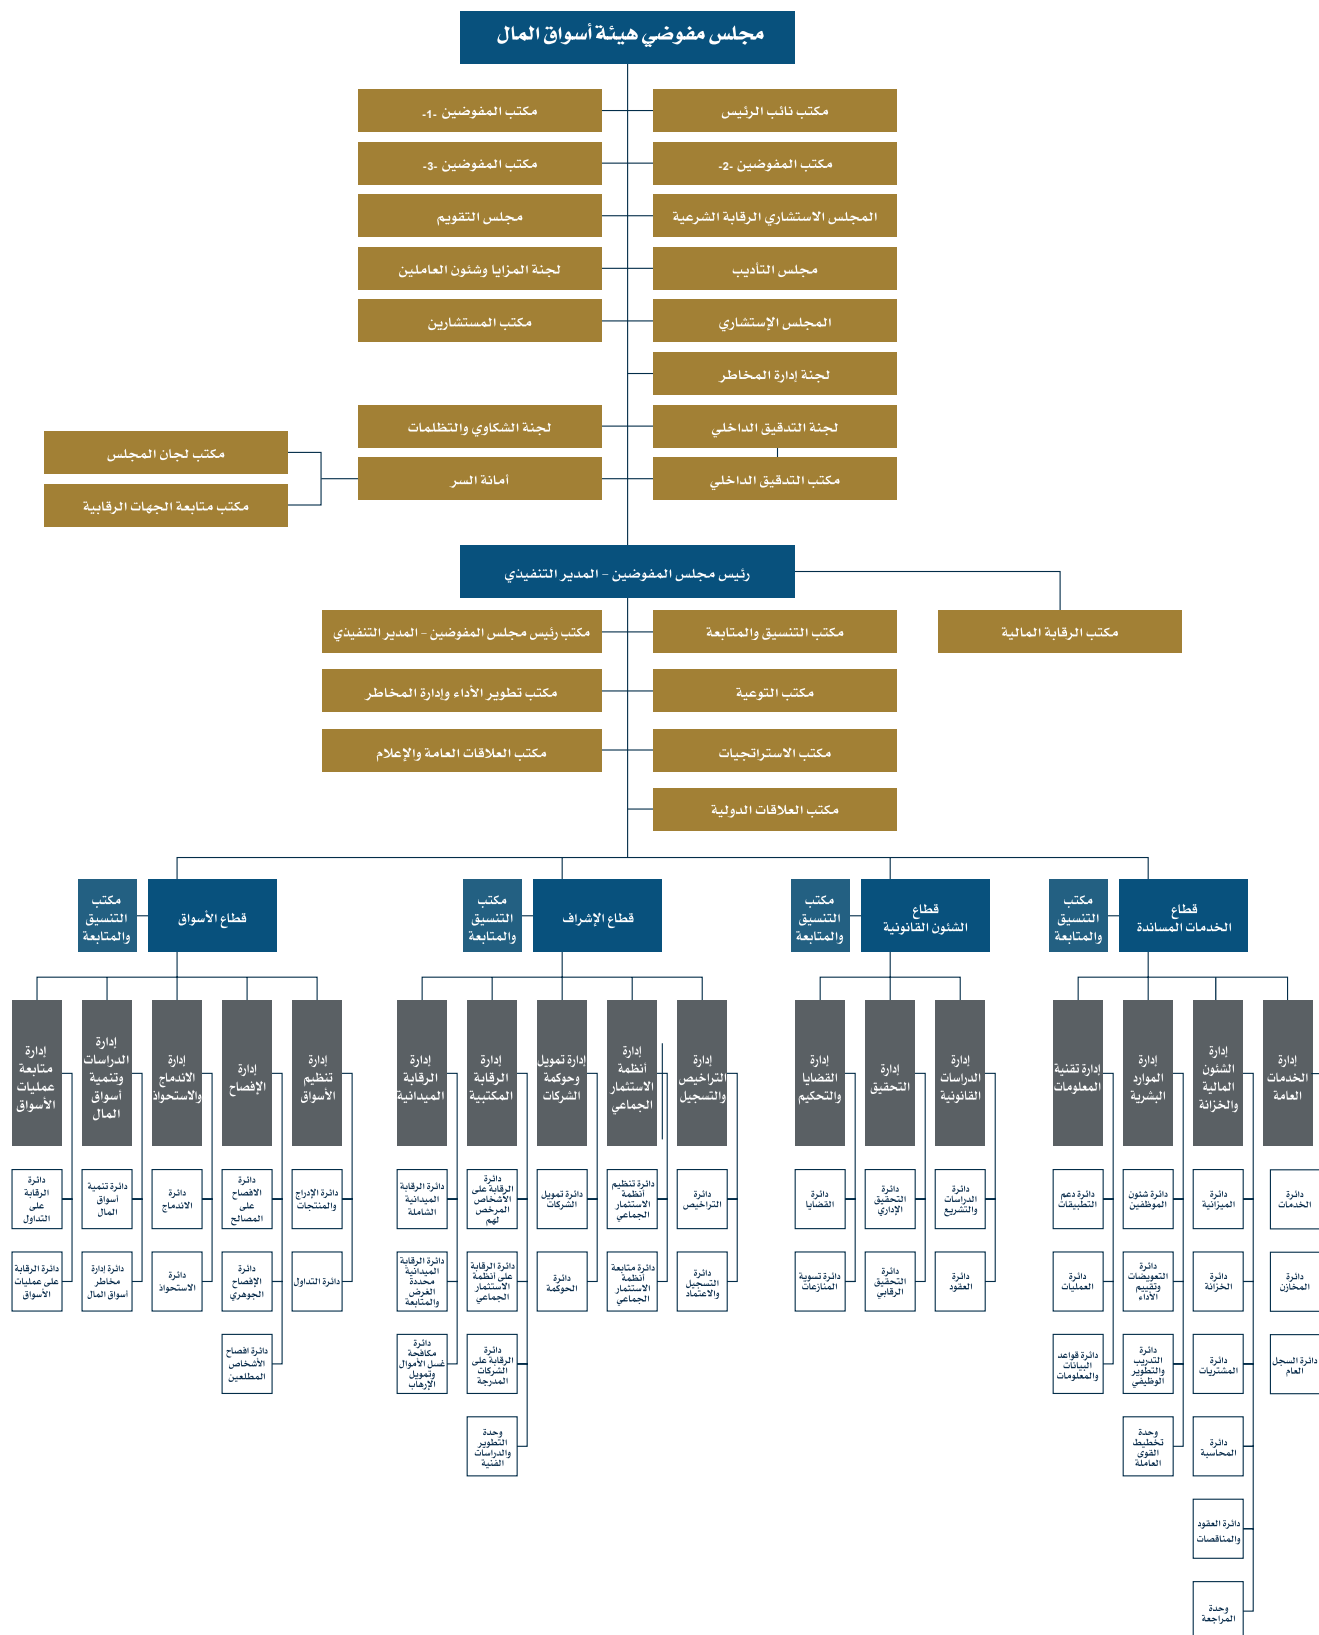 مجلس مفوضي هيئة أسواق المال
مكتب نائب الرئيس
مكتب المفوضين -1-
مكتب المفوضين -2-
مكتب المفوضين -3-
المجلس الاستشاري الرقابة الشرعية
مجلس التقويم
مجلس التأديب
لجنة المزايا وشئون العاملين
المجلس الإستشاري
مكتب المستشارين
لجنة إدارة المخاطر
لجنة التدقيق الداخلي
لجنة الشكاوي والتظلمات
مكتب التدقيق الداخلي
أمانة السر
مكتب لجان المجلس
مكتب متابعة الجهات الرقابية
رئيس مجلس المفوضين – المدير التنفيذي
مكتب الرقابة المالية
مكتب التنسيق والمتابعة
مكتب رئيس مجلس المفوضين – المدير التنفيذي
مكتب التوعية
مكتب تطوير الأداء وإدارة المخاطر
مكتب الاستراتجيات
مكتب العلاقات العامة والإعلام
مكتب العلاقات الدولية
قطاع
الخدمات المساندة
مكتب
التنسيق
والمتابعة
قطاع
الشئون القانونية
مكتب
التنسيق
والمتابعة
قطاع الإشراف
مكتب
التنسيق
والمتابعة
قطاع الأسواق
مكتب
التنسيق
والمتابعة
إدارة
الخدمات
العامة
إدارة
الشئون
المالية
والخزانة
إدارة
الموارد
البشرية
إدارة تقنية
المعلومات
إدارة
الدراسات
القانونية
إدارة
التحقيق
إدارة
القضايا
والتحكيم
إدارة
التراخيص
والتسجيل
إدارة
أنظمة
الاستثمار
الجماعي
إدارة تمويل
وحوكمة
الشركات
إدارة
الرقابة
المكتبية
إدارة
الرقابة
الميدانية
إدارة
تنظيم
الأسواق
إدارة
الإفصاح
إدارة
الاندماج
والاستحواذ
إدارة
الدراسات
وتنمية
أسواق
المال
إدارة
متابعة
عمليات
الأسواق
دائرة
الخدمات
دائرة
المخازن
دائرة السجل
العام
دائرة
الميزانية
دائرة
الخزانة
دائرة
المشتريات
دائرة
المحاسبة
دائرة العقود
والمناقصات
وحدة
المراجعة
دائرة شئون
الموظفين
دائرة
التعويضات
وتقييم
الأداء
دائرة
التدريب
والتطوير
الوظيفي
وحدة
تخطيط
القوى
العاملة
دائرة دعم
التطبيقات
دائرة
العمليات
دائرة قواعد
البيانات
والمعلومات
دائرة
الدراسات
والتشريع
دائرة
العقود
دائرة
التحقيق
الإداري
دائرة
التحقيق
الرقابي
دائرة
القضايا
دائرة تسوية
المنازعات
دائرة
التراخيص
دائرة
التسجيل
والاعتماد
دائرة تنظيم
أنظمة
الاستثمار
الجماعي
دائرة متابعة
أنظمة
الاستثمار
الجماعي
دائرة تمويل
الشركات
دائرة
الحوكمة
دائرة
الرقابة على
الأشخاص
المرخص
لهم
دائرة الرقابة
على أنظمة
الاستثمار
الجماعي
دائرة
الرقابة على
الشركات
المدرجة
وحدة
التطوير
والدراسات
الفنية
دائرة الرقابة
الميدانية
الشاملة
دائرة الرقابة
الميدانية
محددة
الغرض
والمتابعة
دائرة
مكافحة
غسل الأموال
وتمويل
الإرهاب
دائرة الإدراج
والمنتجات
دائرة التداول
دائرة
الافصاح
على
المصالح
دائرة
الإفصاح
الجوهري
دائرة افصاح
الأشخاص
المطلعين
دائرة
الاندماج
دائرة
الاستحواذ
دائرة تنمية
أسواق
المال
دائرة إدارة
مخاطر
أسواق المال
دائرة
الرقابة
على
التداول
دائرة الرقابة
على عمليات
الأسواق